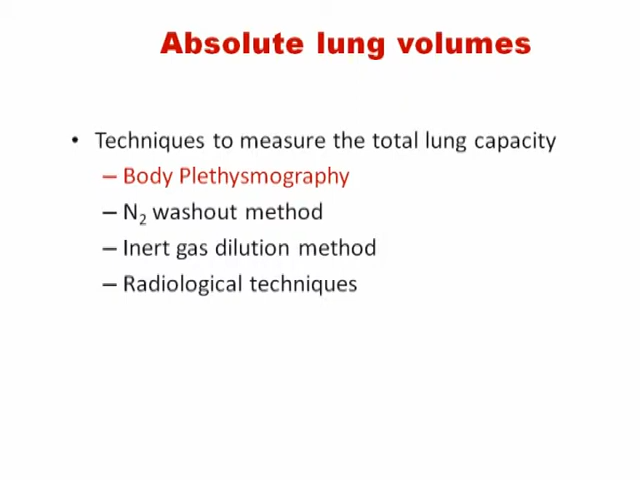 Absolute lung volumes
• Techniques to measure the total lung capacity
– Body Plethysmography
– N₂ washout method
– Inert gas dilution method
– Radiological techniques